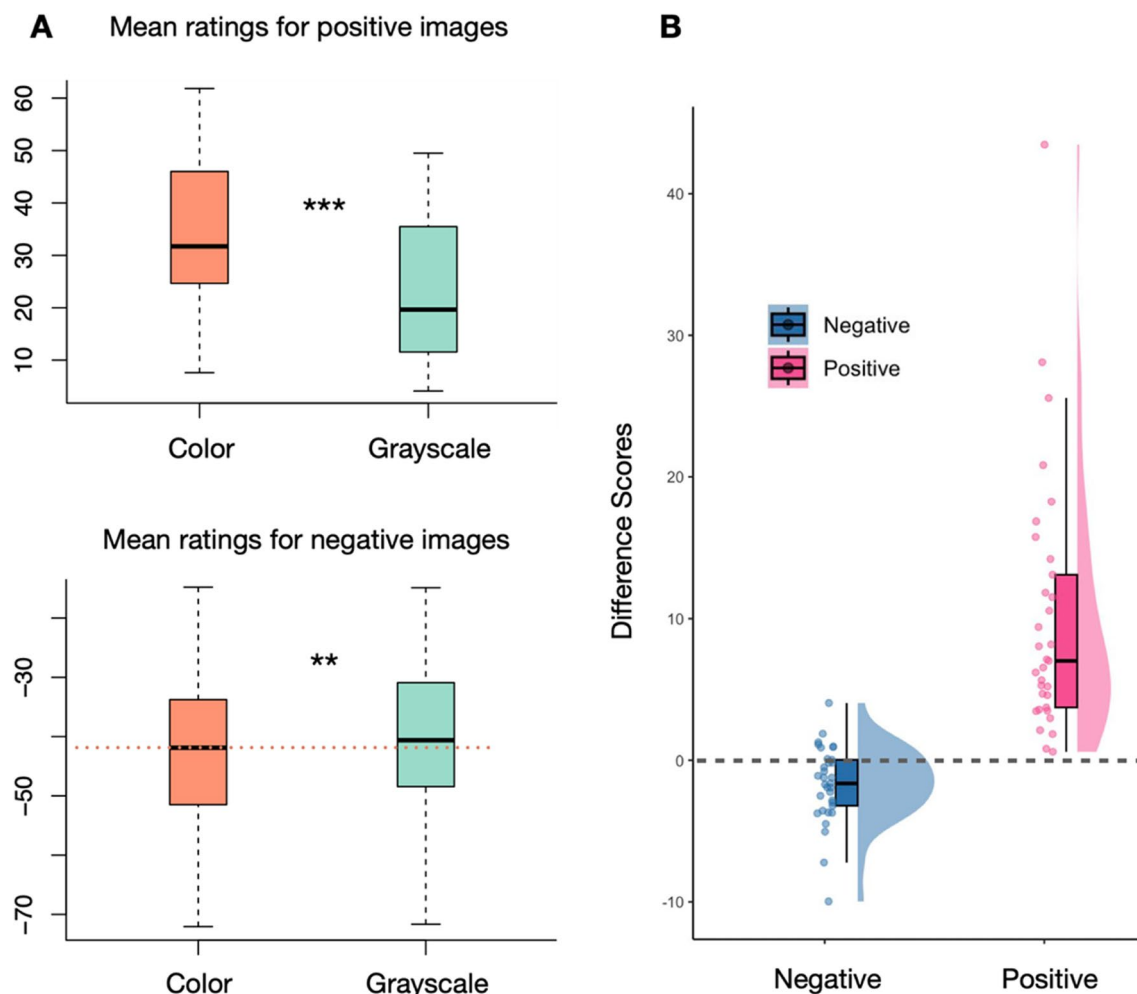 A
Mean ratings for positive images
60
50
40
30
20
10
***
Color
Grayscale
Mean ratings for negative images
−30
−50
−70
**
Color
Grayscale
B
Difference Scores
40
30
20
10
0
-10
Negative
Positive
Negative
Positive